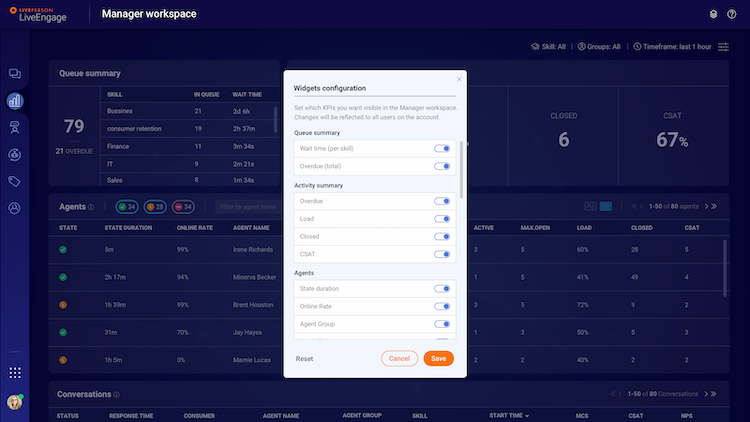 LIVEPERSON
LiveEngage
Manager workspace
Skill: All
Groups: All
Timeframe: last 1 hour
Queue summary
SKILL IN QUEUE WAIT TIME
79
21 OVERDUE
Bussines 21 2d 6h
consumer retention 19 2h 37m
Finance 11 3m 34s
IT 9 2m 21s
Sales 8 1m 34s
CLOSED
6
CSAT
67%
Agents
34
28
34
Filter by agent name
1-50 of 80 agents
STATE STATE DURATION ONLINE RATE AGENT NAME ACTIVE MAX.OPEN LOAD CLOSED CSAT
5m 99% Irene Richards 3 5 60% 28 5
2h 17m 94% Minerva Becker 1 5 41% 49 4
1h 39m 99% Brent Houston 3 5 72% 9 2
31m 70% Jay Hayes 1 3 50% 5 3
1h 5m 0% Mamie Lucas 2 2 40% 2 2
Conversations
1-50 of 80 Conversations
STATUS RESPONSE TIME CONSUMER AGENT NAME AGENT GROUP SKILL START TIME MCS CSAT NPS
Widgets configuration
Set which KPIs you want visible in the Manager workspace.
Changes will be reflected to all users on the account.
Queue summary
Wait time (per skill)
Overdue (total)
Activity summary
Overdue
Load
Closed
CSAT
Agents
State duration
Online Rate
Agent Group
Reset
Cancel
Save